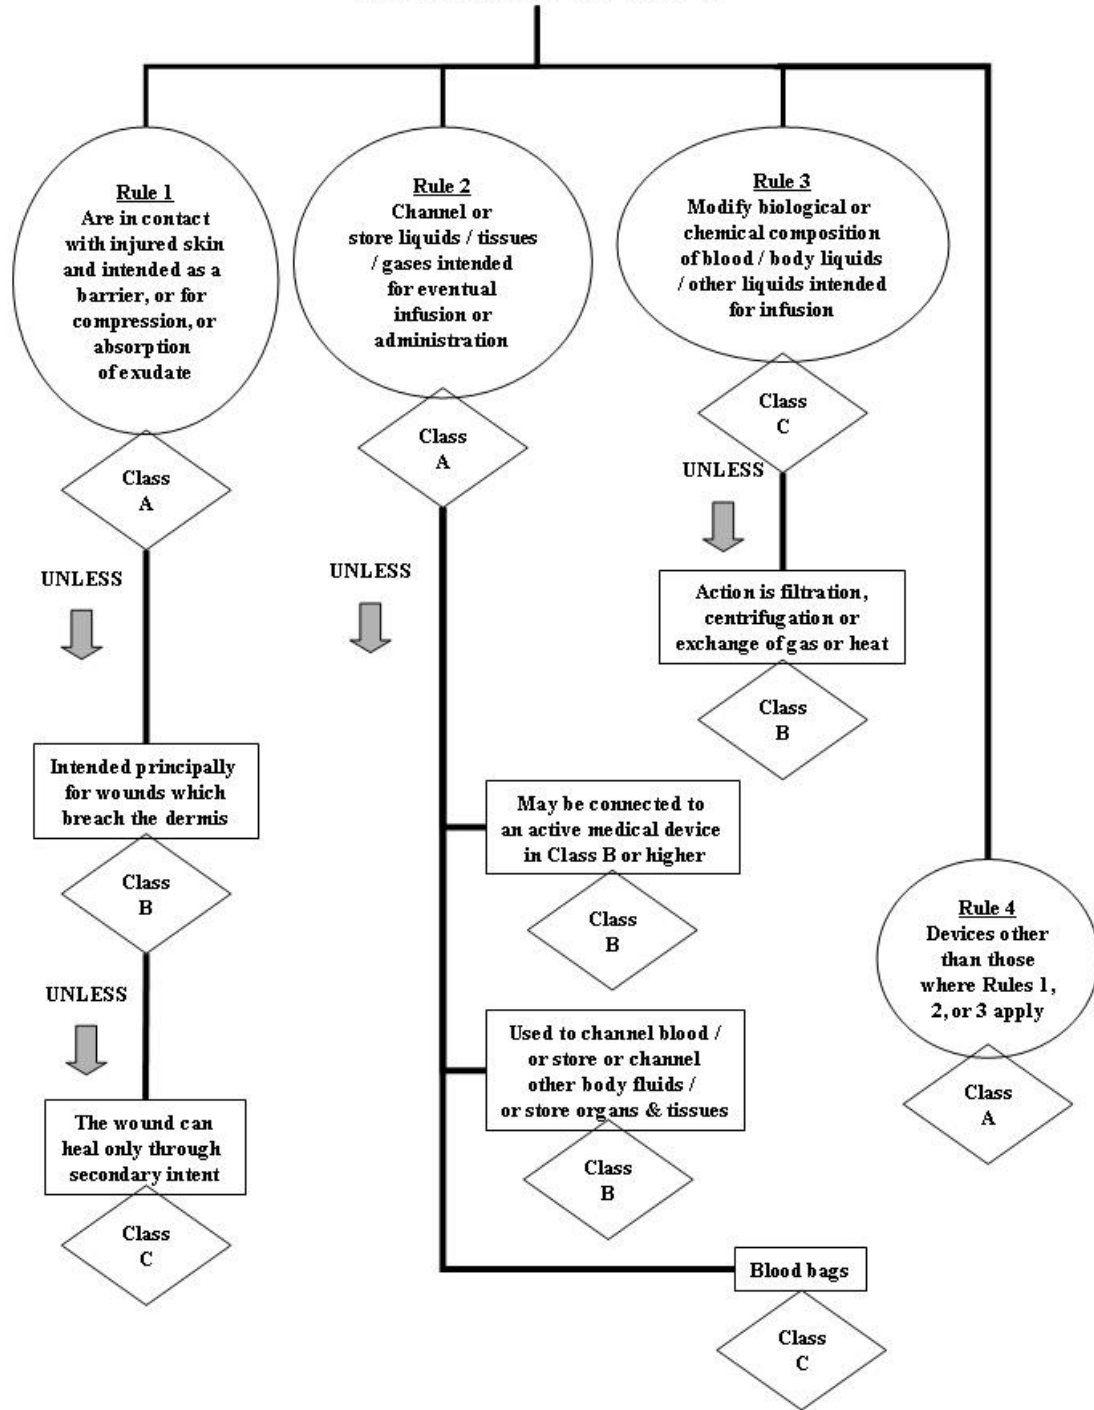 Rule 1
Are in contact
with injured skin
and intended as a
barrier, or for
compression, or
absorption
of exudate
Class
A
UNLESS
Intended principally
for wounds which
breach the dermis
Class
B
UNLESS
The wound can
heal only through
secondary intent
Class
C
Rule 2
Channel or
store liquids / tissues
/ gases intended
for eventual
infusion or
administration
Class
A
UNLESS
May be connected to
an active medical device
in Class B or higher
Class
B
Used to channel blood /
or store or channel
other body fluids /
or store organs & tissues
Class
B
Blood bags
Class
C
Rule 3
Modify biological or
chemical composition
of blood / body liquids
/ other liquids intended
for infusion
Class
C
UNLESS
Action is filtration,
centrifugation or
exchange of gas or heat
Class
B
Rule 4
Devices other
than those
where Rules 1,
2, or 3 apply
Class
A